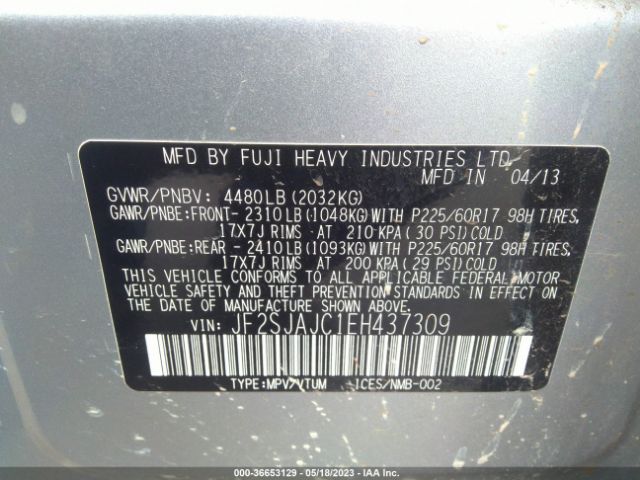 MFD BY FUJI HEAVY INDUSTRIES LTD.
MFD IN 04/13
GVWR/PNBV: 4480LB(2032KG)
GAWR/PNBE:FRONT- 2310LB(1048KG)WITH P225/60R17 98H TIRES,
17X7J RIMS AT 210 KPA(30 PSI)COLD
GAWR/PNBE:REAR - 2410LB(1093KG)WITH P225/60R17 98H TIRES,
17X7J RIMS AT 200 KPA(29 PSI)COLD
THIS VEHICLE CONFORMS TO ALL APPLICABLE FEDERAL MOTOR
VEHICLE SAFETY AND THEFT PREVENTION STANDARDS IN EFFECT ON
THE DATE OF MANUFACTURE SHOWN ABOVE.
VIN: JF2SJAJC1EH437309
TYPE:MPV/VTUM ICES/NMB-002
000-36653129 - 05/18/2023 - IAA Inc.